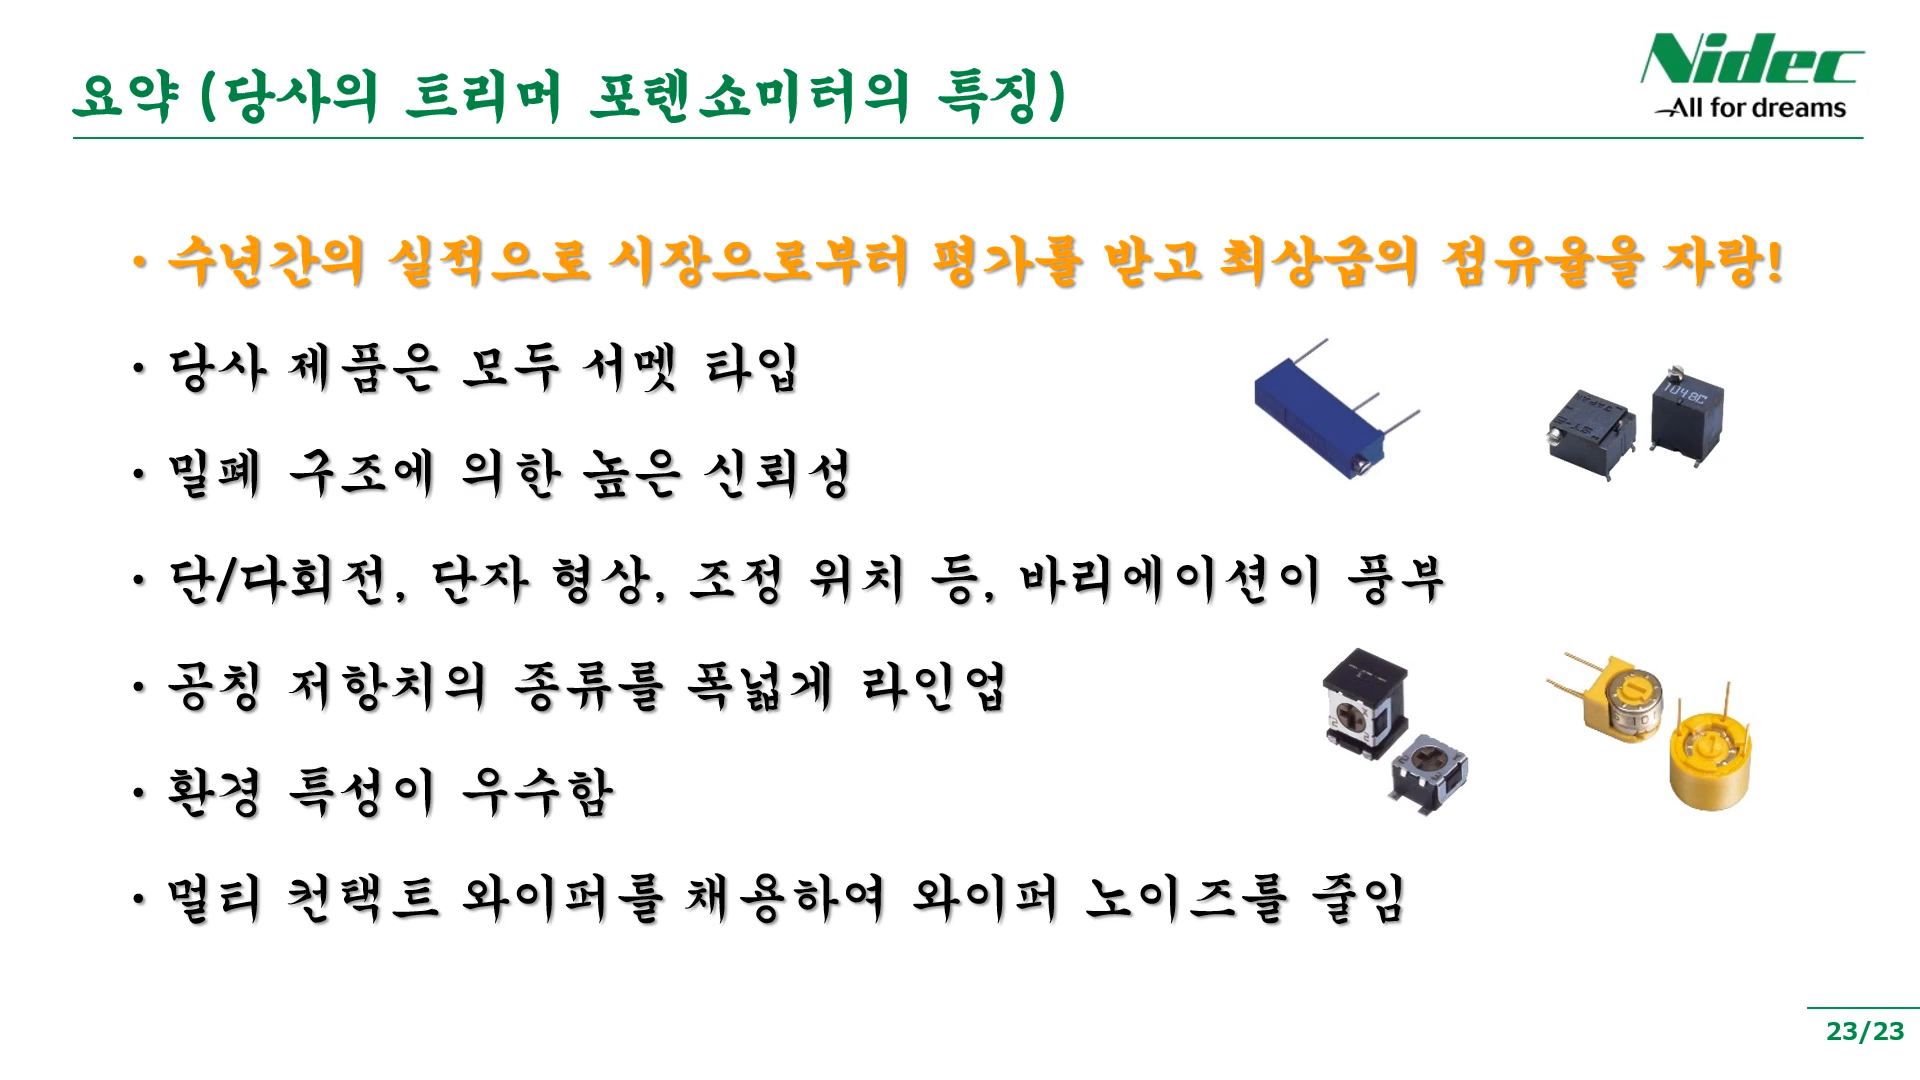 요약 (당사의 트리머 포텐쇼미터의 특징)
Nidec
All for dreams
• 수년간의 실적으로 시장으로부터 평가를 받고 최상급의 점유율을 자랑!
• 당사 제품은 모두 서멧 타입
• 밀폐 구조에 의한 높은 신뢰성
• 단/다회전, 단자 형상, 조정 위치 등, 바리에이션이 풍부
• 공칭 저항치의 종류를 폭넓게 라인업
• 환경 특성이 우수함
• 멀티 컨택트 와이퍼를 채용하여 와이퍼 노이즈를 줄임
23/23